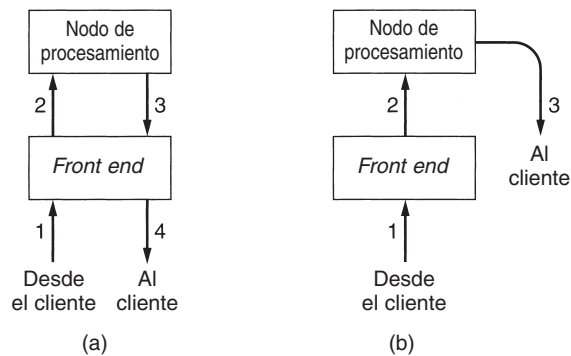 Nodo de
procesamiento
2
3
Front end
1
4
Desde
el cliente
Al
cliente
(a)
Nodo de
procesamiento
2
3
Front end
Al
cliente
1
Desde
el cliente
(b)